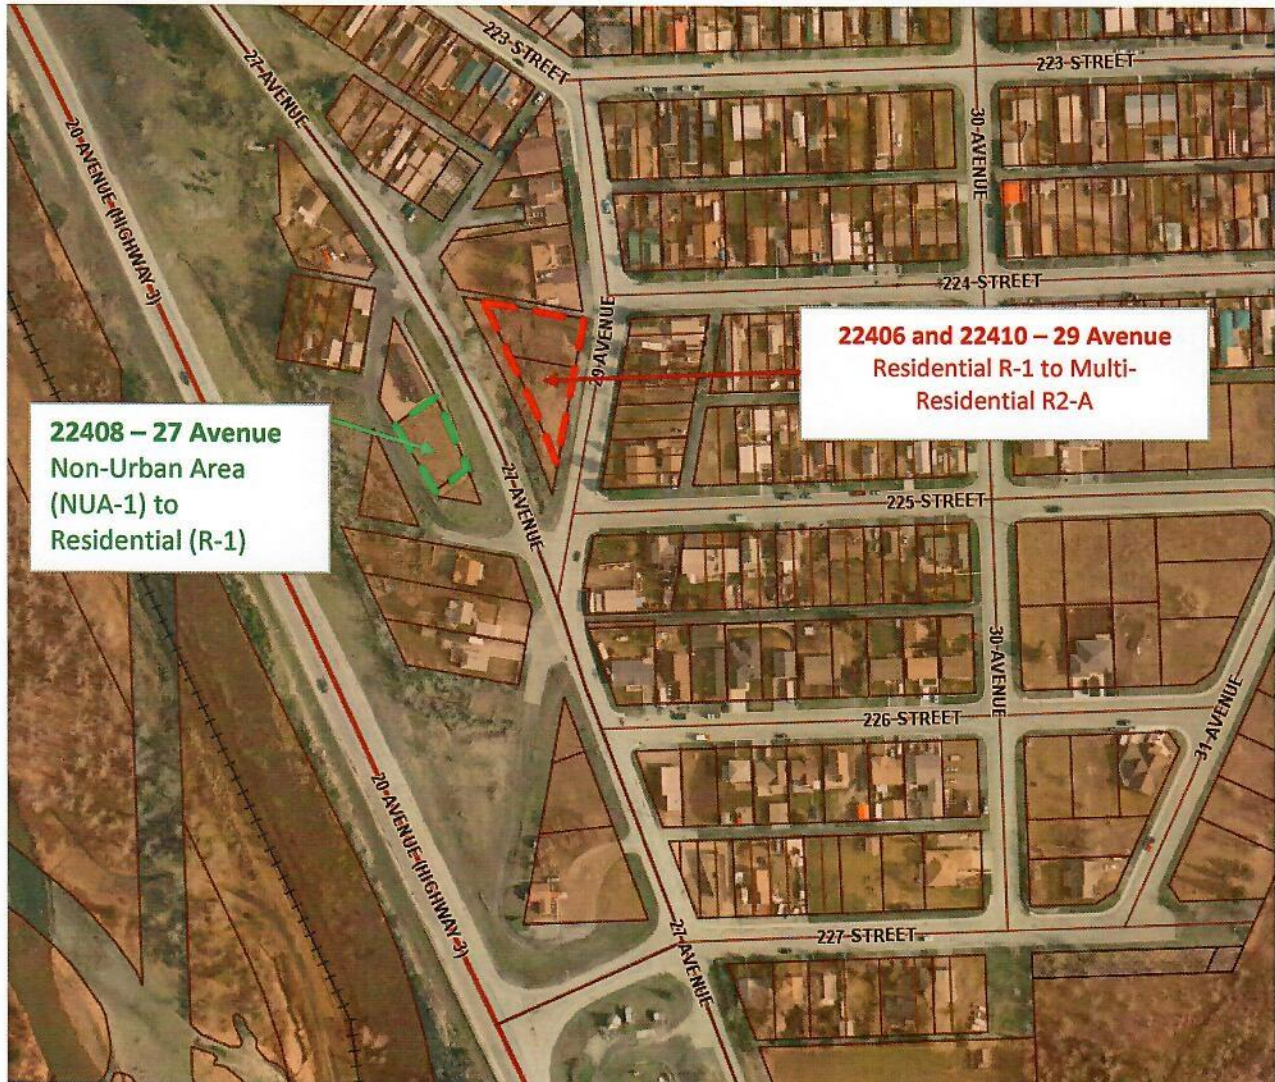 223 STREET
223 STREET
27 AVENUE
20 AVENUE (HIGHWAY 3)
30 AVENUE
224 STREET
29 AVENUE
22406 and 22410 – 29 Avenue
Residential R-1 to Multi-
Residential R2-A
22408 – 27 Avenue
Non-Urban Area
(NUA-1) to
Residential (R-1)
27 AVENUE
225 STREET
30 AVENUE
226 STREET
31 AVENUE
20 AVENUE (HIGHWAY 3)
227 STREET
27 AVENUE